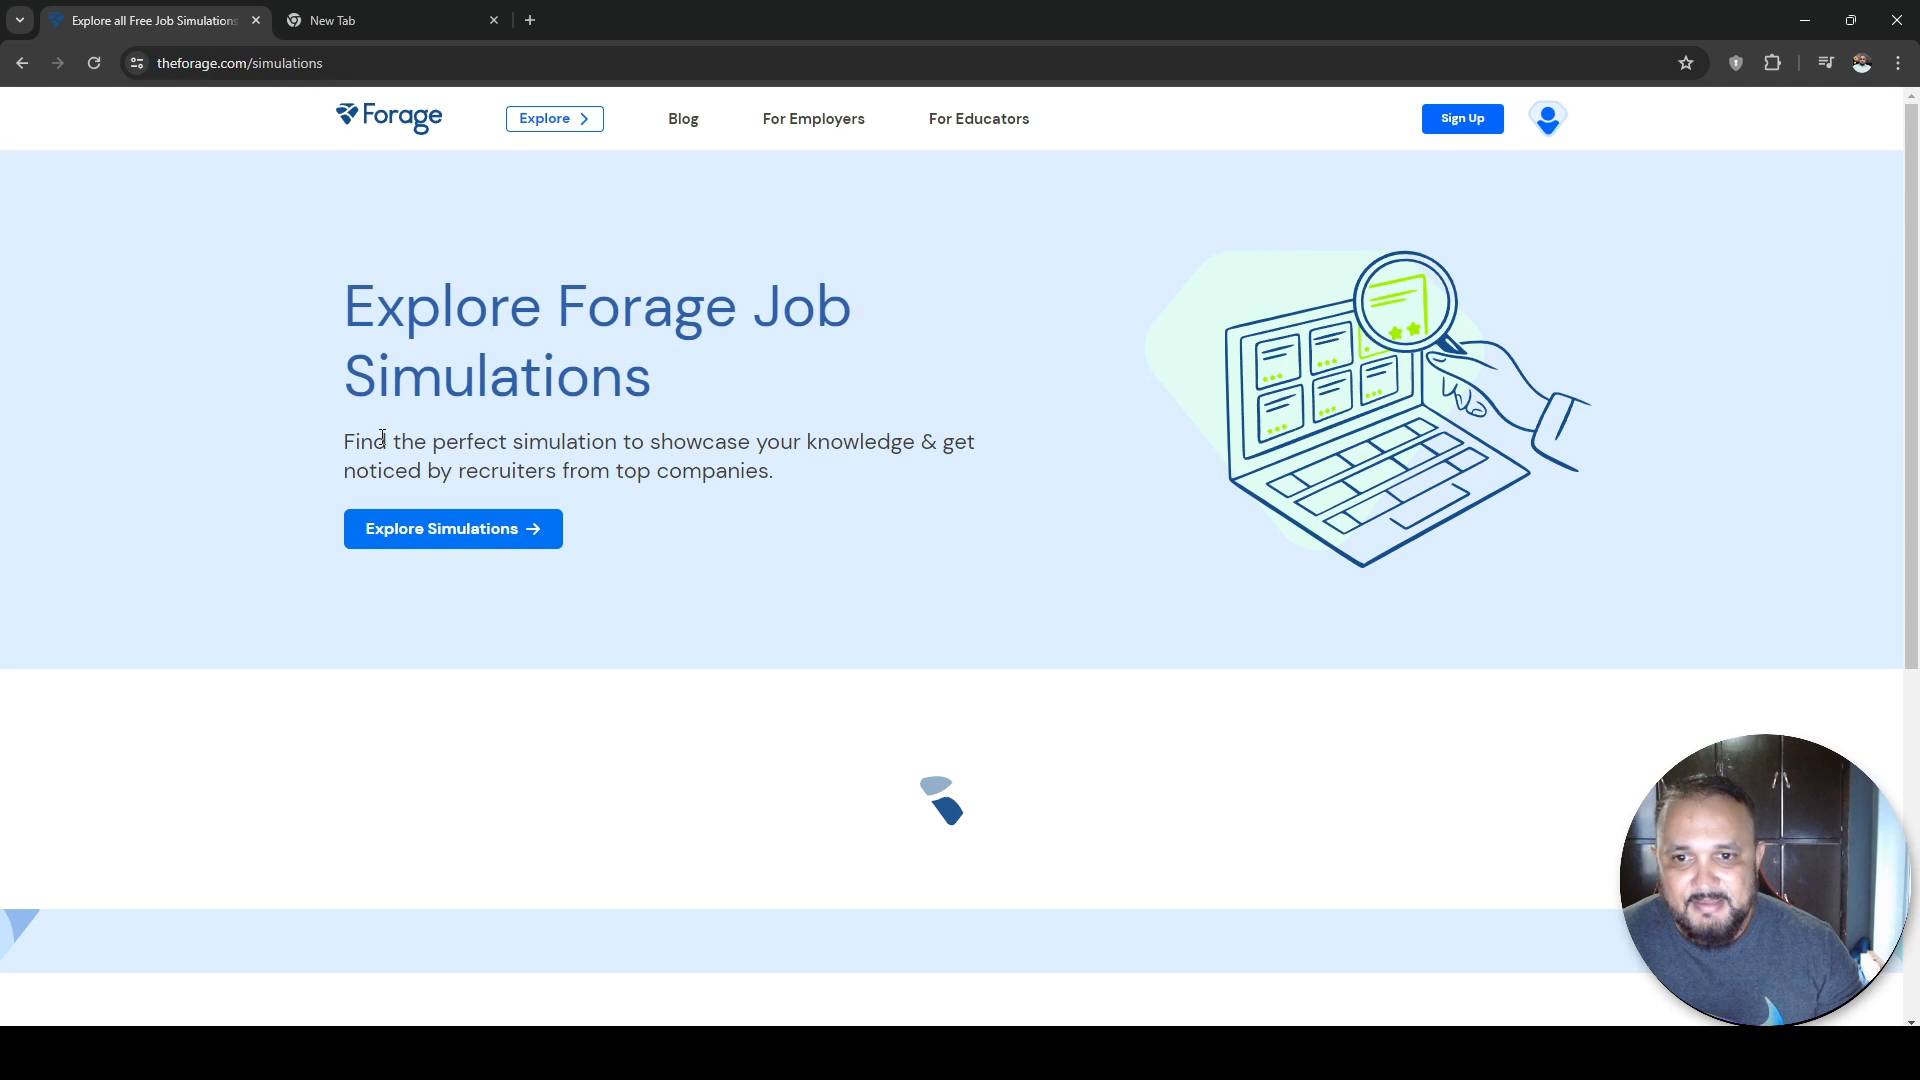 Explore all Free Job Simulations
New Tab
theforage.com/simulations
Forage
Explore
Blog
For Employers
For Educators
Sign Up
Explore Forage Job
Simulations
Find the perfect simulation to showcase your knowledge & get
noticed by recruiters from top companies.
Explore Simulations →